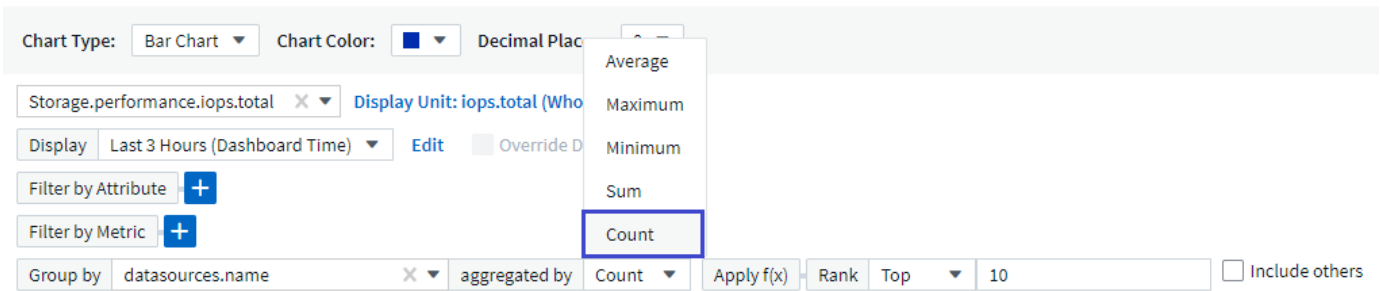 Chart Type: Bar Chart Chart Color: Decimal Plac
Average
Storage.performance.iops.total Display Unit: iops.total (Who
Maximum
Display Last 3 Hours (Dashboard Time) Edit Override D
Minimum
Filter by Attribute +
Sum
Filter by Metric +
Count
Group by datasources.name aggregated by Count Apply f(x) Rank Top 10 Include others